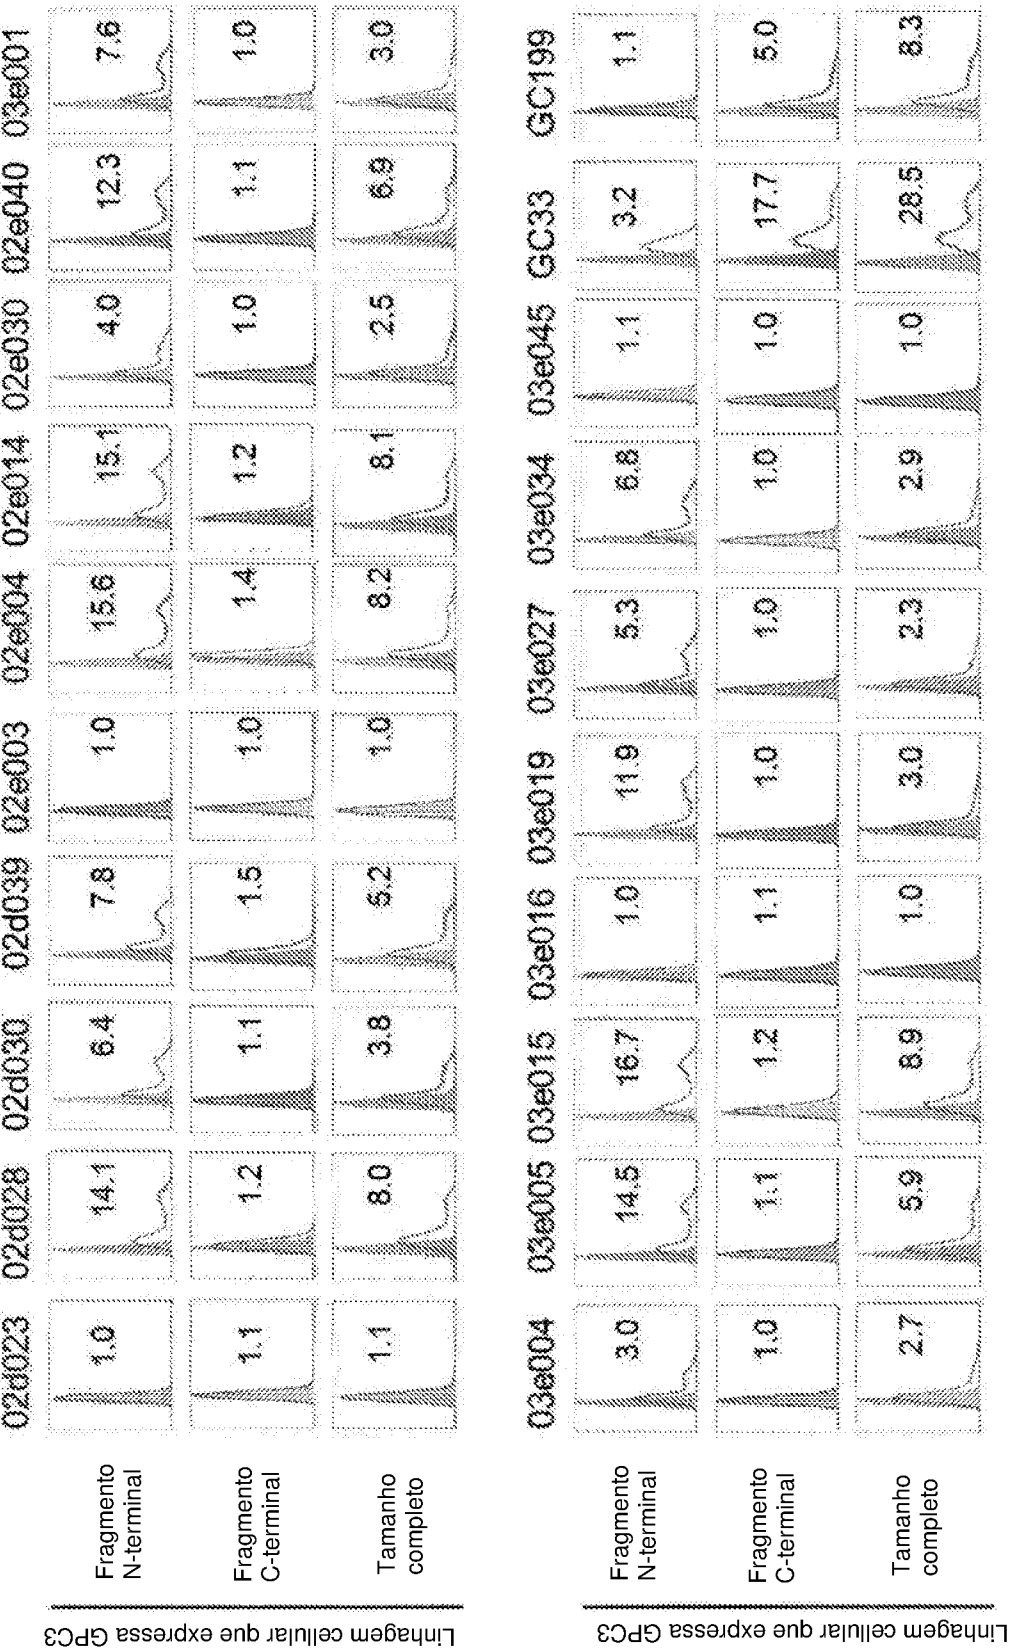 02d023 02d028 02d030 02d039 02e003 02e004 02e014 02e030 02e040 03e001
Fragmento
N-terminal
1.0 14.1 6.4 7.8 1.0 15.6 15.1 4.0 12.3 7.6
Fragmento
C-terminal
1.1 1.2 1.1 1.5 1.0 1.4 1.2 1.0 1.1 1.0
Tamanho
completo
1.1 8.0 3.8 5.2 1.0 8.2 8.1 2.5 6.9 3.0
Linhagem cellular que expressa GPC3
03e004 03e005 03e015 03e016 03e019 03e027 03e034 03e045 GC33 GC199
Fragmento
N-terminal
3.0 14.5 16.7 1.0 11.9 5.3 6.8 1.1 3.2 1.1
Fragmento
C-terminal
1.0 1.1 1.2 1.1 1.0 1.0 1.0 1.0 17.7 5.0
Tamanho
completo
2.7 5.9 8.9 1.0 3.0 2.3 2.9 1.0 28.5 8.3
Linhagem cellular que expressa GPC3